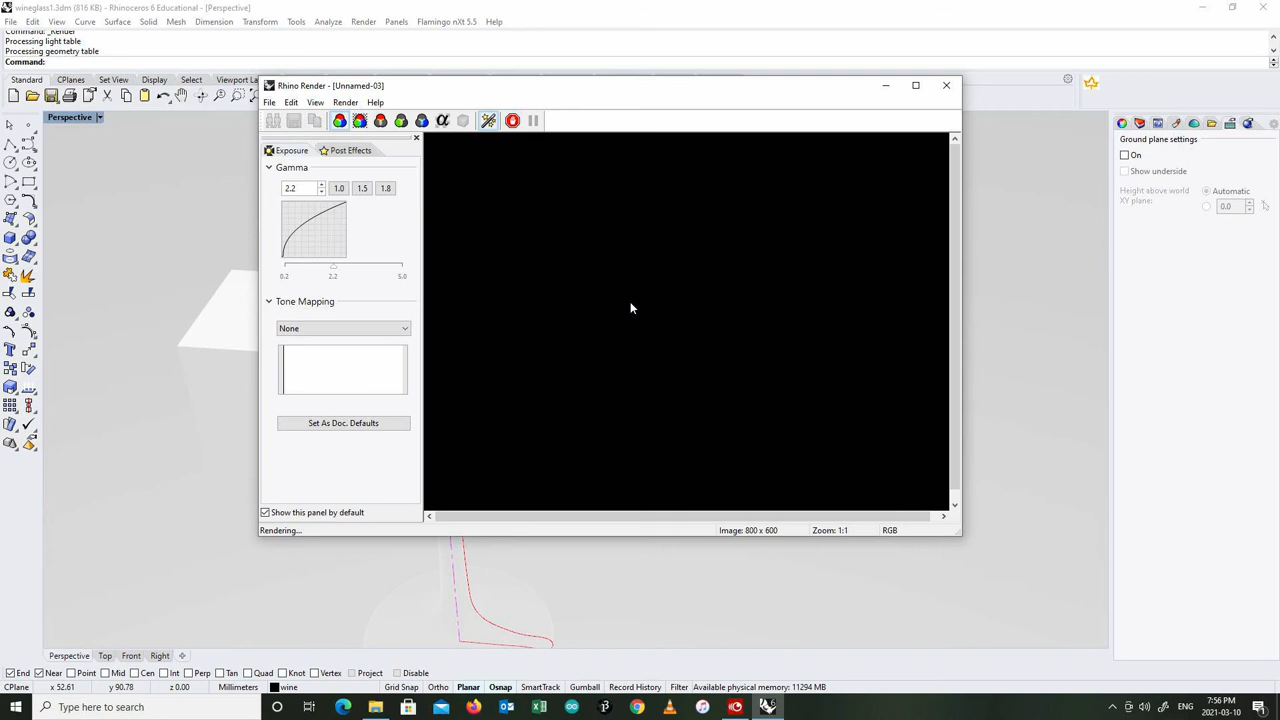 wineglass1.3dm (816 KB) - Rhinoceros 6 Educational - [Perspective]
File Edit View Curve Surface Solid Mesh Dimension Transform Tools Analyze Render Panels Flamingo nXt 5.5 Help
Command: _Render
Processing light table
Processing geometry table
Command:
Standard CPlanes Set View Display Select Viewport La
Rhino Render - [Unnamed-03]
File Edit View Render Help
Perspective
Exposure Post Effects
Gamma
2.2 1.0 1.5 1.8
0.2 2.2 5.0
Tone Mapping
None
Set As Doc. Defaults
Show this panel by default
Rendering...
Image: 800 x 600 Zoom: 1:1 RGB
Ground plane settings
On
Show underside
Height above world XY plane:
Automatic
0.0
Perspective Top Front Right
End Near Point Mid Cen Int Perp Tan Quad Knot Vertex Project Disable
CPlane x 52.61 y 90.78 z 0.00 Millimeters wine Grid Snap Ortho Planar Osnap SmartTrack Gumball Record History Filter Available physical memory: 11294 MB
Type here to search
ENG
7:56 PM
2021-03-10